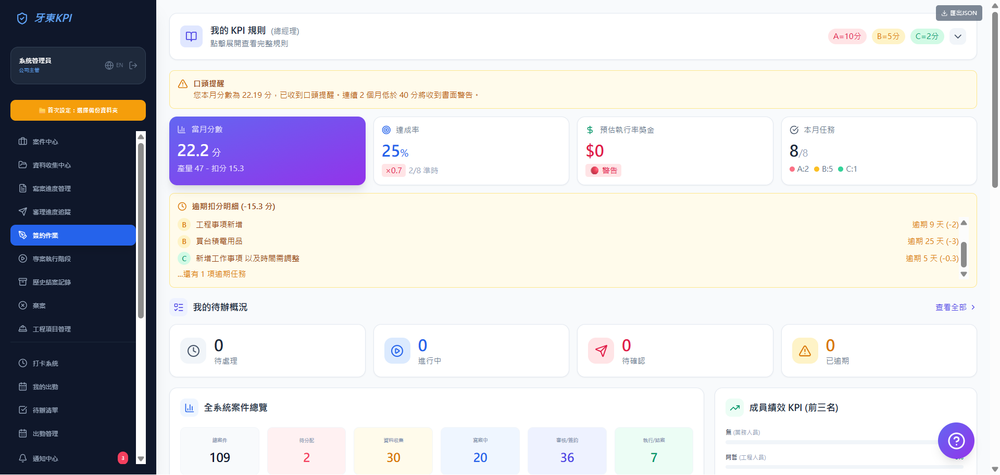 牙東KPI
系統管理員
公司主管
EN
首次設定：選擇備份資料夾
案件中心
資料收集中心
寫案進度管理
審理進度追蹤
簽約作業
專案執行階段
歷史結案記錄
棄案
工程項目管理
打卡系統
我的出勤
待辦清單
出勤管理
通知中心
3
匯出JSON
我的 KPI 規則 (總經理)
點擊展開查看完整規則
A=10分
B=5分
C=2分
口頭提醒
您本月分數為 22.19 分，已收到口頭提醒。連續 2 個月低於 40 分將收到書面警告。
當月分數
22.2 分
產量 47 - 扣分 15.3
達成率
25%
×0.7 2/8 準時
預估執行率獎金
$0
警告
本月任務
8/8
A:2 B:5 C:1
逾期扣分明細 (-15.3 分)
B 工程事項新增 逾期 9 天 (-2)
B 買台積電用品 逾期 25 天 (-3)
C 新增工作事項 以及時間需調整 逾期 5 天 (-0.3)
...還有 1 項逾期任務
我的待辦概況
查看全部
0
待處理
0
進行中
0
待確認
0
已逾期
全系統案件總覽
總案件
109
待分配
2
資料收集
30
寫案中
20
審核/簽約
36
執行/結案
7
成員績效 KPI (前三名)
無 (業務人員)
阿哲 (工程人員)